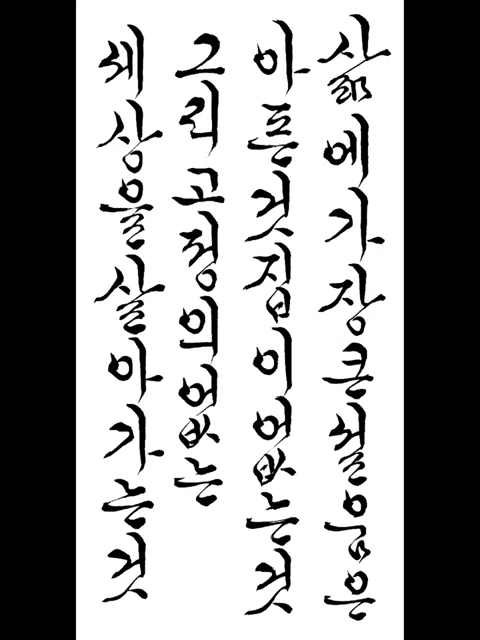 삶에가장큰설움은
아픈것집이없는것
그리고정의없는
세상을살아가는것